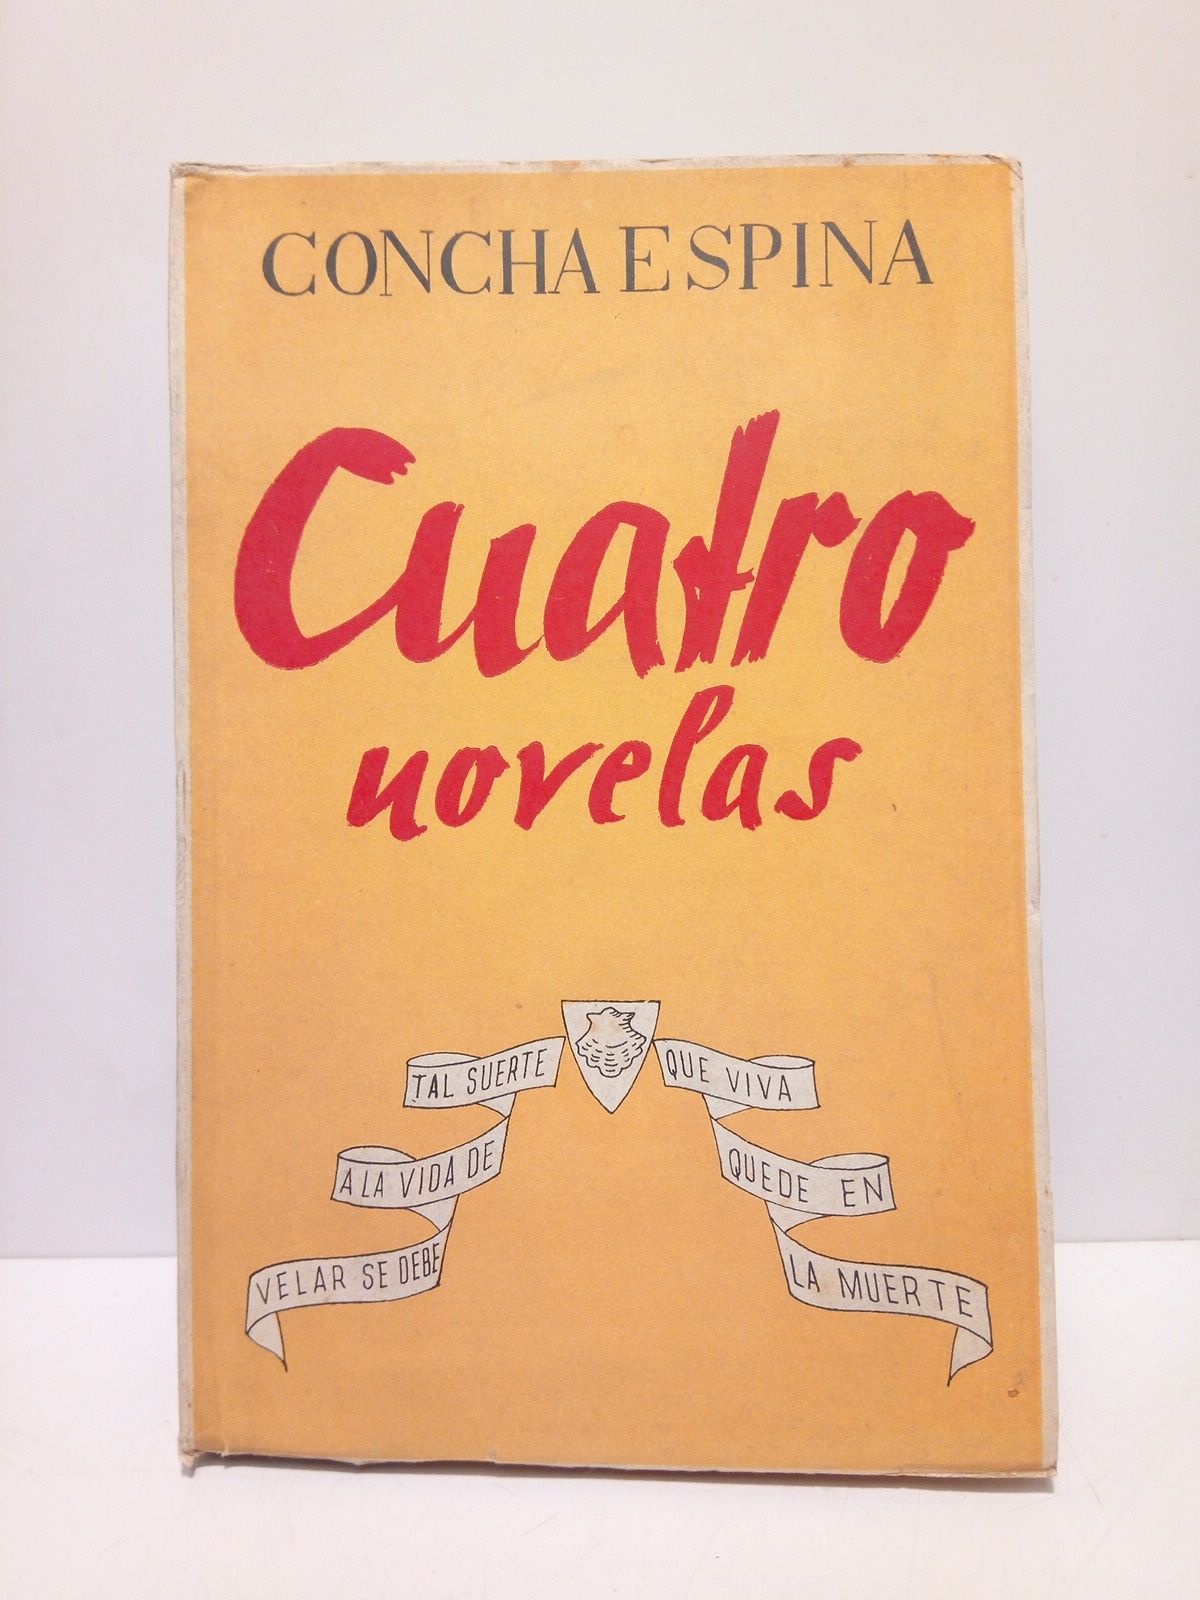 CONCHA ESPINA
Cuatro
novelas
VELAR SE DEBE
A LA VIDA DE
TAL SUERTE
QUE VIVA
QUEDE EN
LA MUERTE